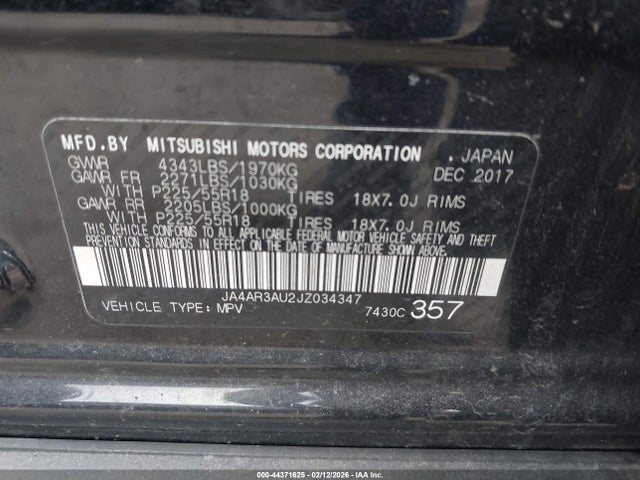 MFD.BY MITSUBISHI MOTORS CORPORATION , JAPAN
GVWR 4343LBS/1970KG DEC 2017
GAWR FR 2271LBS/1030KG
WITH P225/55R18 TIRES 18X7.0J RIMS
GAWR RR 2205LBS/1000KG
WITH P225/55R18 TIRES 18X7.0J RIMS
THIS VEHICLE CONFORMS TO ALL APPLICABLE FEDERAL MOTOR VEHICLE SAFETY AND THEFT
PREVENTION STANDARDS IN EFFECT ON THE DATE OF MANUFACTURE SHOWN ABOVE.
JA4AR3AU2JZ034347
VEHICLE TYPE: MPV 7430C 357
000-44371625 - 02/12/2026 - IAAI.com